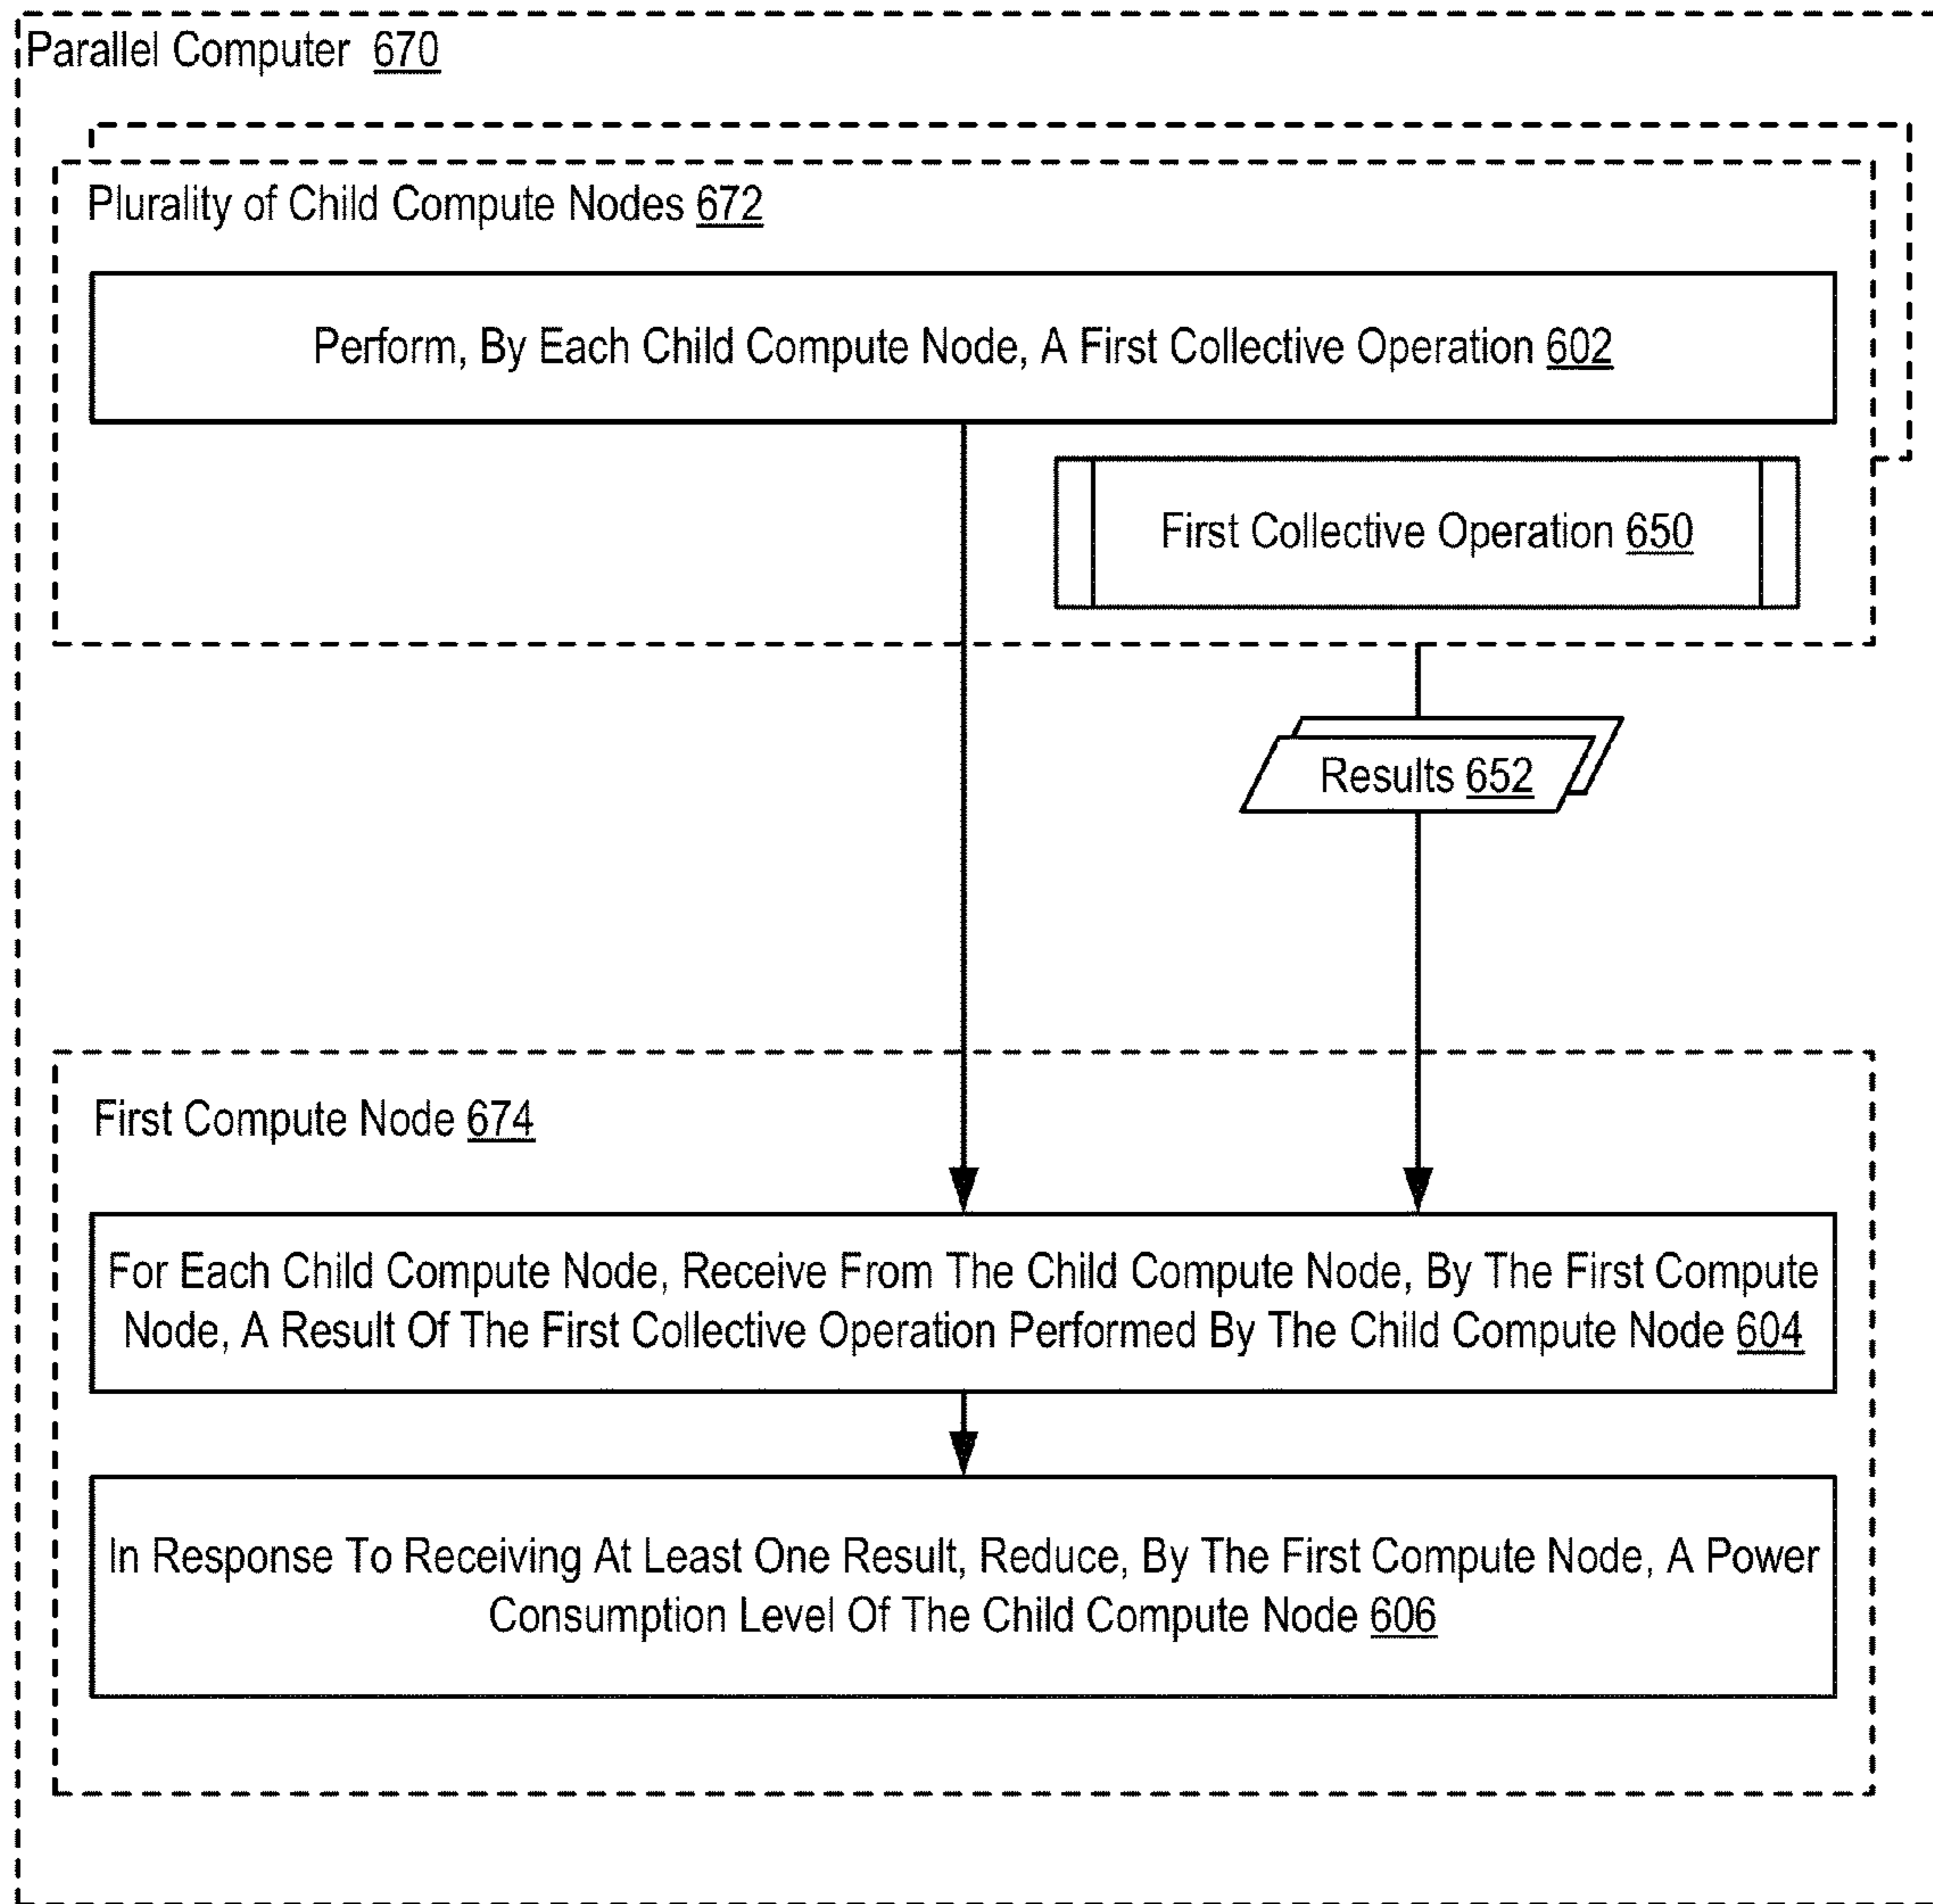 Parallel Computer 670
Plurality of Child Compute Nodes 672
Perform, By Each Child Compute Node, A First Collective Operation 602
First Collective Operation 650
Results 652
First Compute Node 674
For Each Child Compute Node, Receive From The Child Compute Node, By The First Compute
Node, A Result Of The First Collective Operation Performed By The Child Compute Node 604
In Response To Receiving At Least One Result, Reduce, By The First Compute Node, A Power
Consumption Level Of The Child Compute Node 606